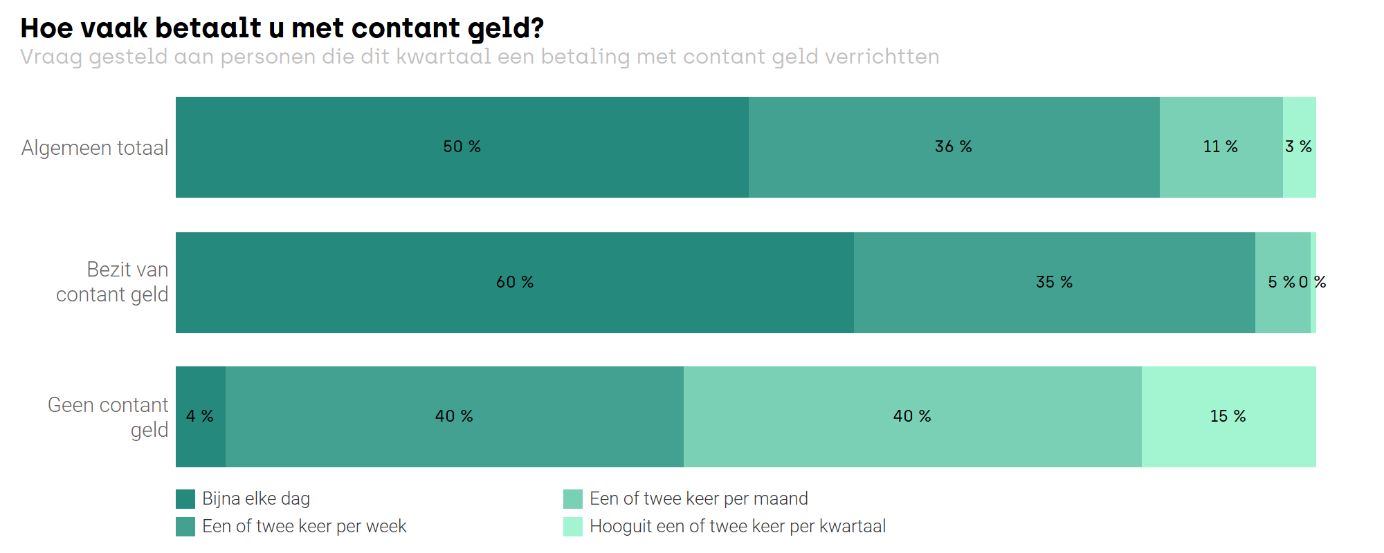 Hoe vaak betaalt u met contant geld?
Vraag gesteld aan personen die dit kwartaal een betaling met contant geld verrichtten
Algemeen totaal
50 %
36 %
11 %
3 %
Bezit van
contant geld
60 %
35 %
5 %
0 %
Geen contant
geld
4 %
40 %
40 %
15 %
Bijna elke dag
Een of twee keer per week
Een of twee keer per maand
Hooguit een of twee keer per kwartaal